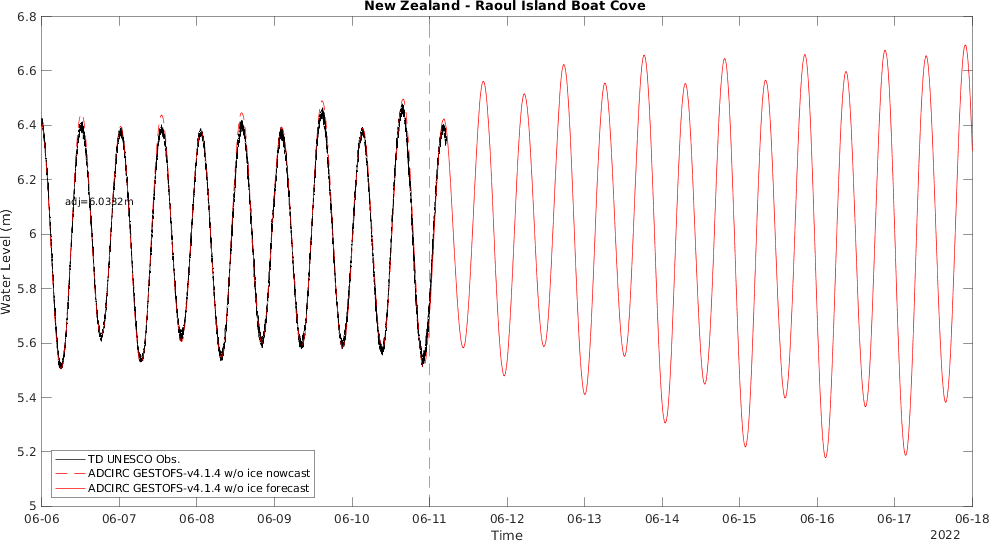 New Zealand - Raoul Island Boat Cove
6.8
6.6
6.4
6.2
6
5.8
5.6
5.4
5.2
5
Water Level (m)
adj=6.0332m
TD UNESCO Obs.
ADCIRC GESTOFS-v4.1.4 w/o ice nowcast
ADCIRC GESTOFS-v4.1.4 w/o ice forecast
06-06 06-07 06-08 06-09 06-10 06-11 06-12 06-13 06-14 06-15 06-16 06-17 06-18
Time
2022